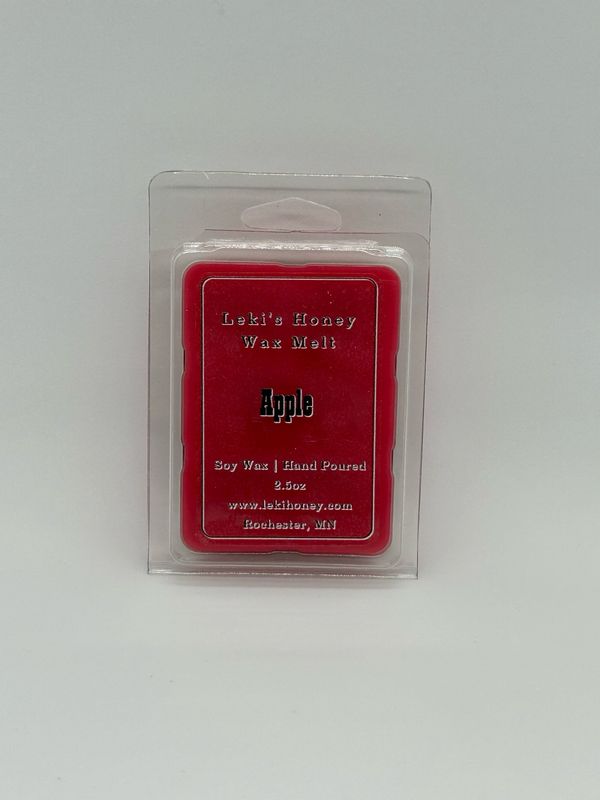 Leki's Honey
Wax Melt
Apple
Soy Wax | Hand Poured
2.5oz
www.lekihoney.com
Rochester, MN